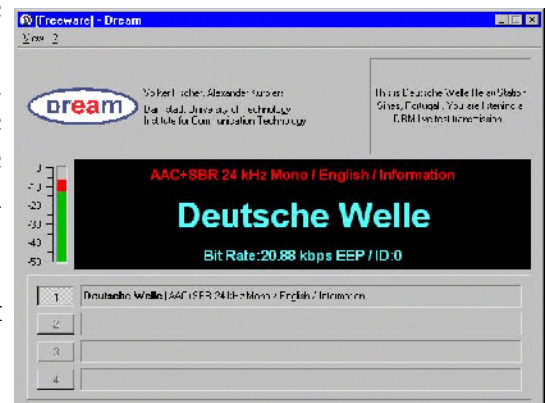 [Freeware] - Dream
View ?
Dream
Volker Fischer, Alexander Kurpiers
Darmstadt, University of Technology
Institute for Communication Technology
This is Deutsche Welle Relay Station
Sines, Portugal. You are listening a
DRM live test transmission
0
-10
-20
-30
-40
-50
AAC+SBR 24 kHz Mono / English / Information
Deutsche Welle
Bit Rate:20.88 kbps EEP / ID:0
1 Deutsche Welle | AAC+SBR 24 kHz Mono / English / Information
2
3
4